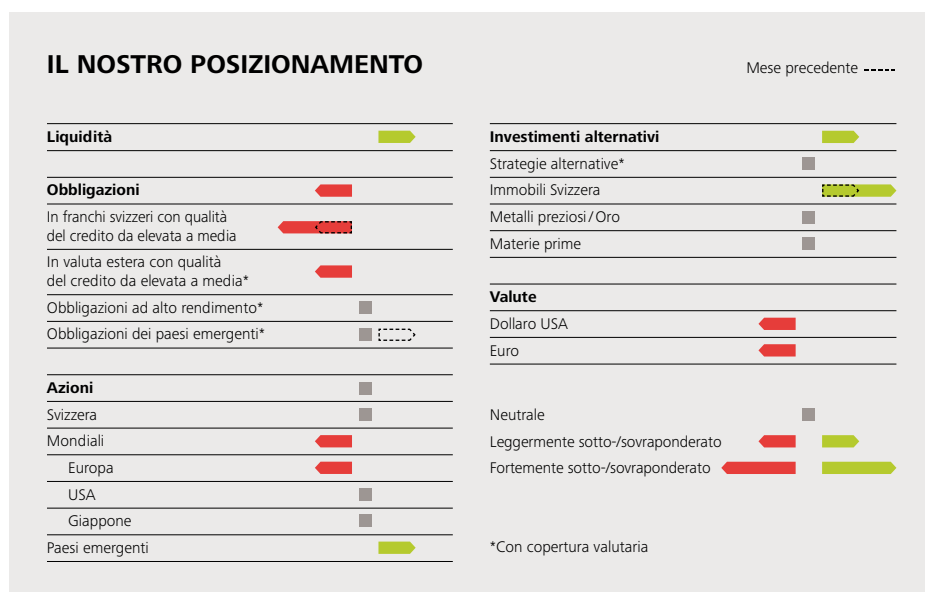 IL NOSTRO POSIZIONAMENTO
Mese precedente
Liquidità
Obbligazioni
In franchi svizzeri con qualità
del credito da elevata a media
In valuta estera con qualità
del credito da elevata a media*
Obbligazioni ad alto rendimento*
Obbligazioni dei paesi emergenti*
Azioni
Svizzera
Mondiali
Europa
USA
Giappone
Paesi emergenti
Investimenti alternativi
Strategie alternative*
Immobili Svizzera
Metalli preziosi/Oro
Materie prime
Valute
Dollaro USA
Euro
Neutrale
Leggermente sotto-/sovraponderato
Fortemente sotto-/sovraponderato
*Con copertura valutaria